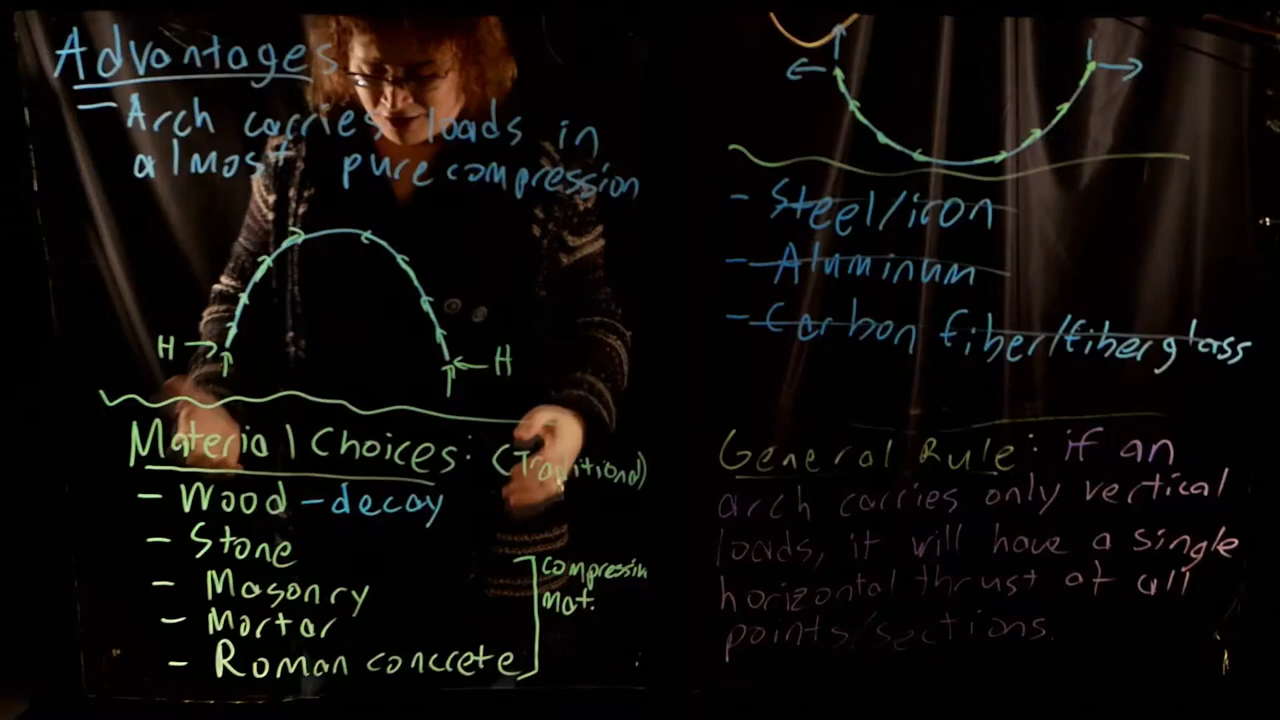 Advantages
- Arch carries loads in
almost pure compression
H → ← H
Material Choices: (Traditional)
- Wood - decay
- Stone
- Masonry
- Mortar
- Roman concrete
compressin
mat.
- Steel/iron
- Aluminum
- Carbon fiber/fiberglass
General Rule: if an
arch carries only vertical
loads, it will have a single
horizontal thrust at all
points/sections.